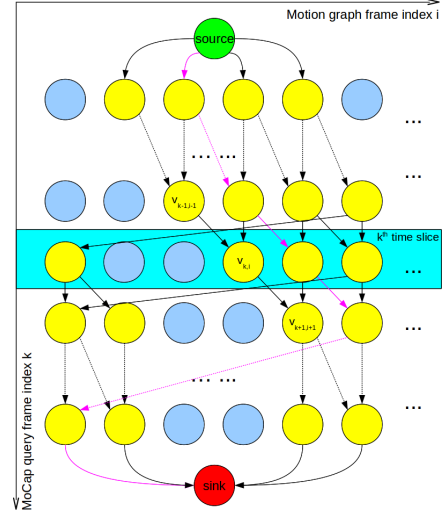 Motion graph frame index i
source
...
... ...
...
v_{k-1,i-1}
k^{th} time slice
v_{k,i}
...
v_{k+1,i+1}
...
... ...
...
sink
MoCap query frame index k